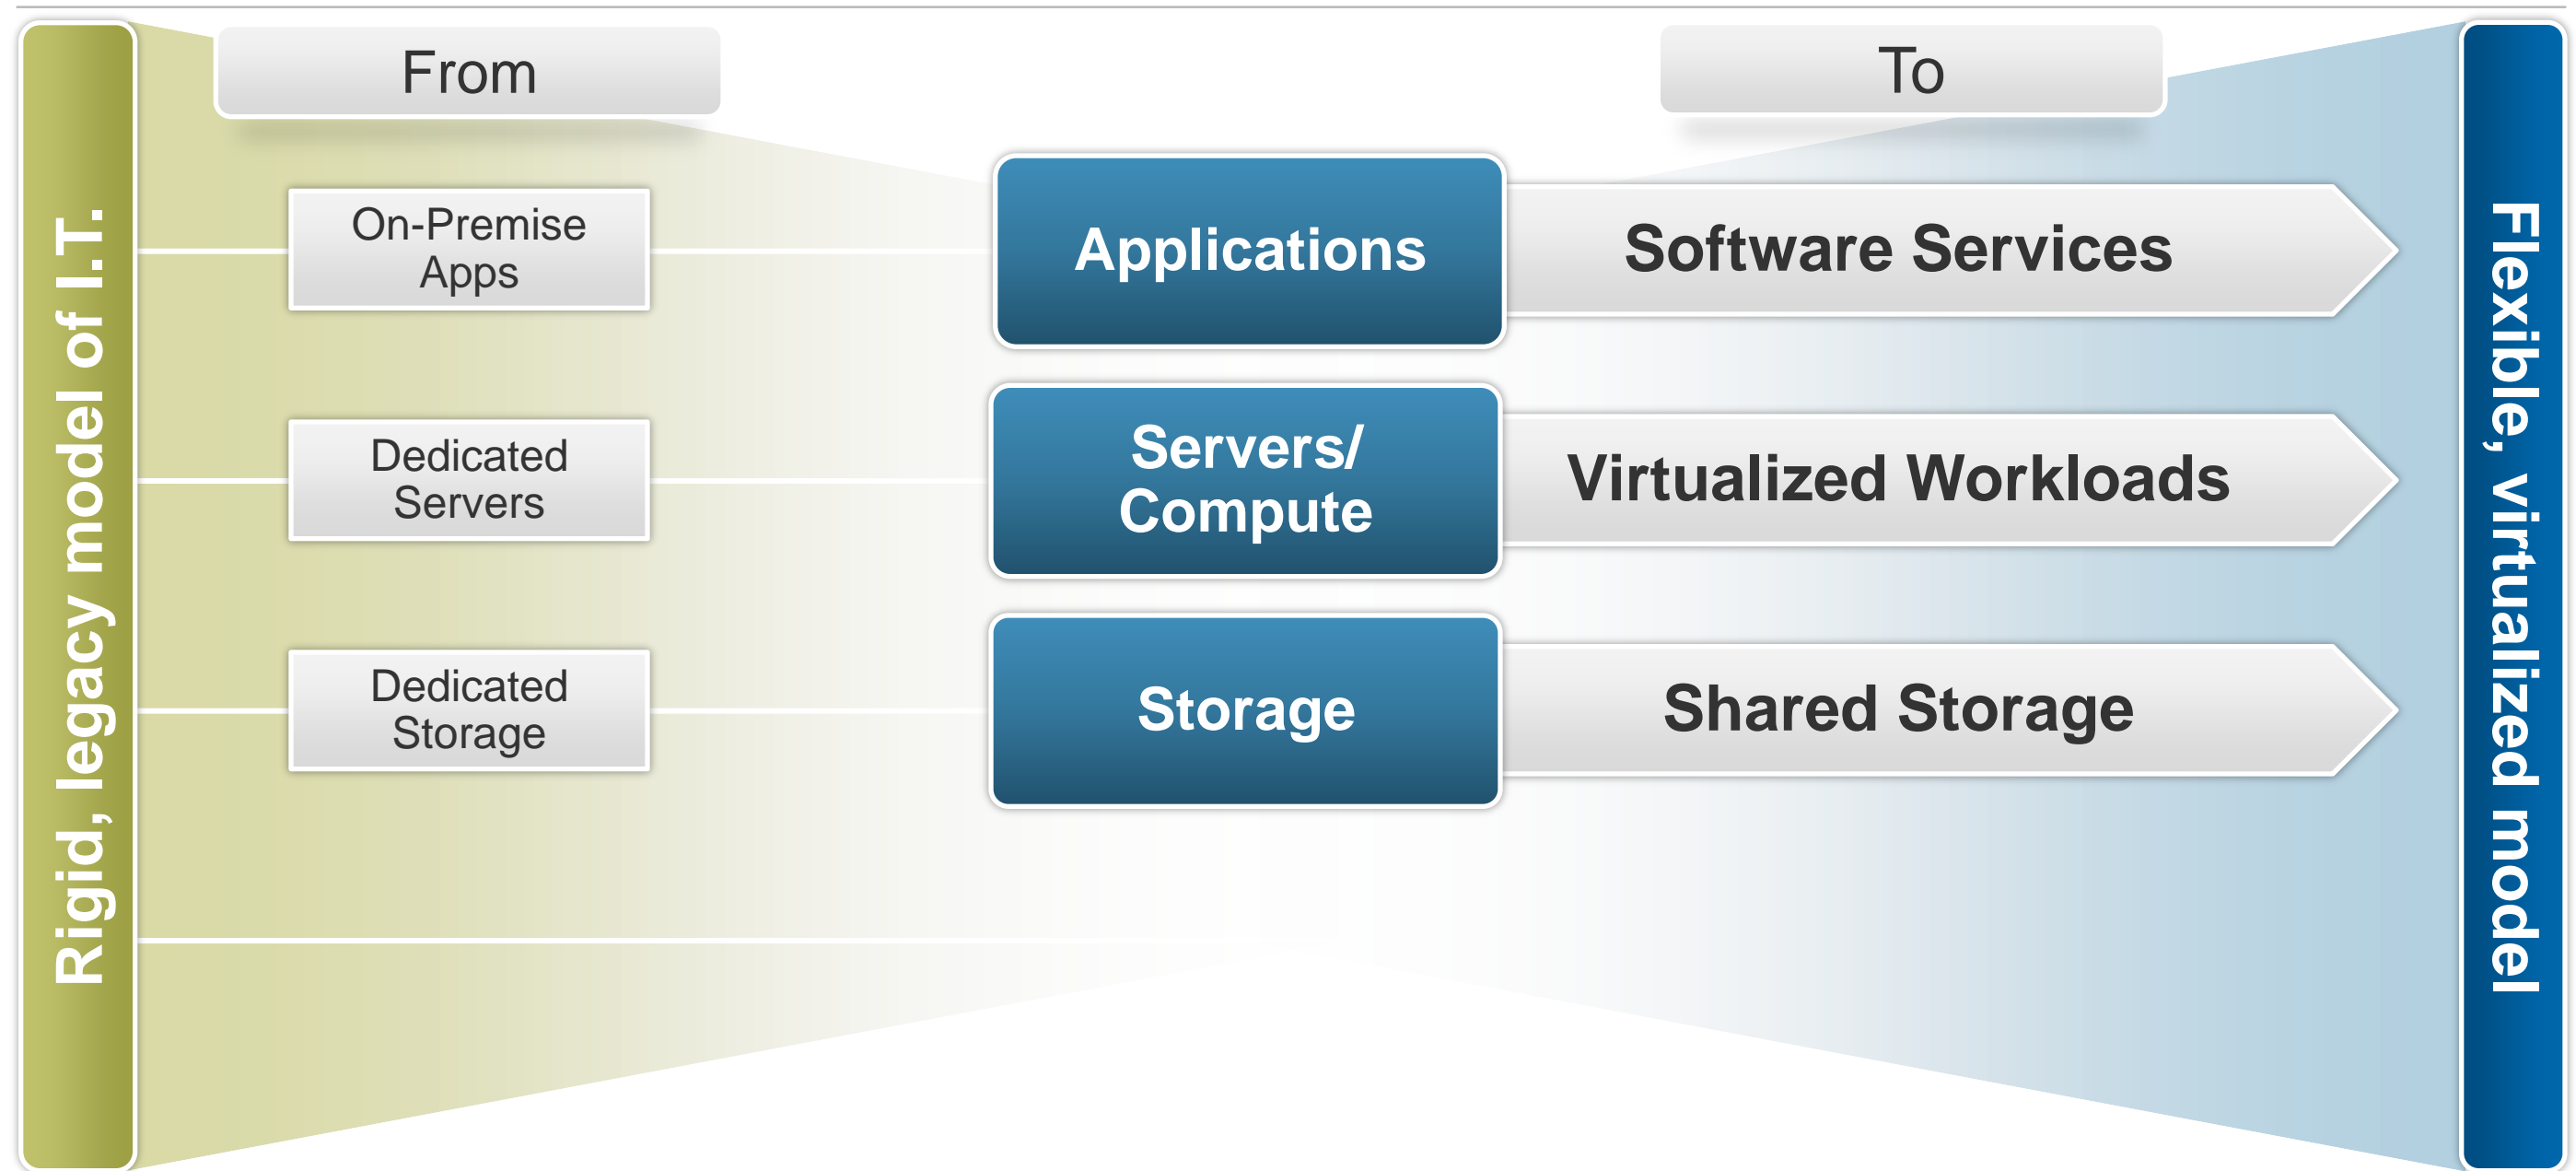 From
To
Rigid, legacy model of I.T.
On-Premise
Apps
Applications
Software Services
Dedicated
Servers
Servers/
Compute
Virtualized Workloads
Dedicated
Storage
Storage
Shared Storage
Flexible, virtualized model